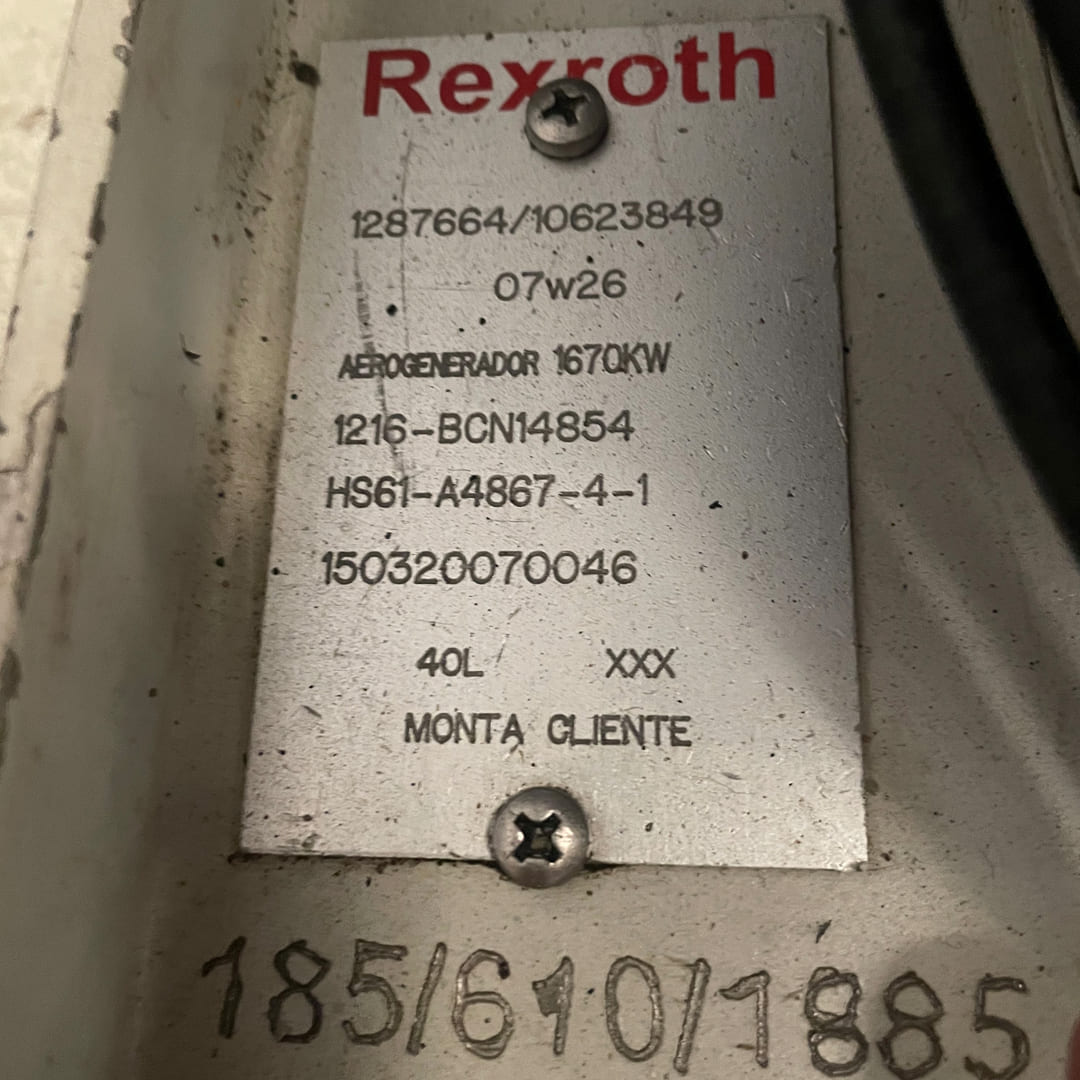 Rexroth
1287664/10623849
07w26
AEROGENERADOR 1670KW
1216-BCN14854
HS61-A4867-4-1
150320070046
40L XXX
MONTA CLIENTE
185/610/1885